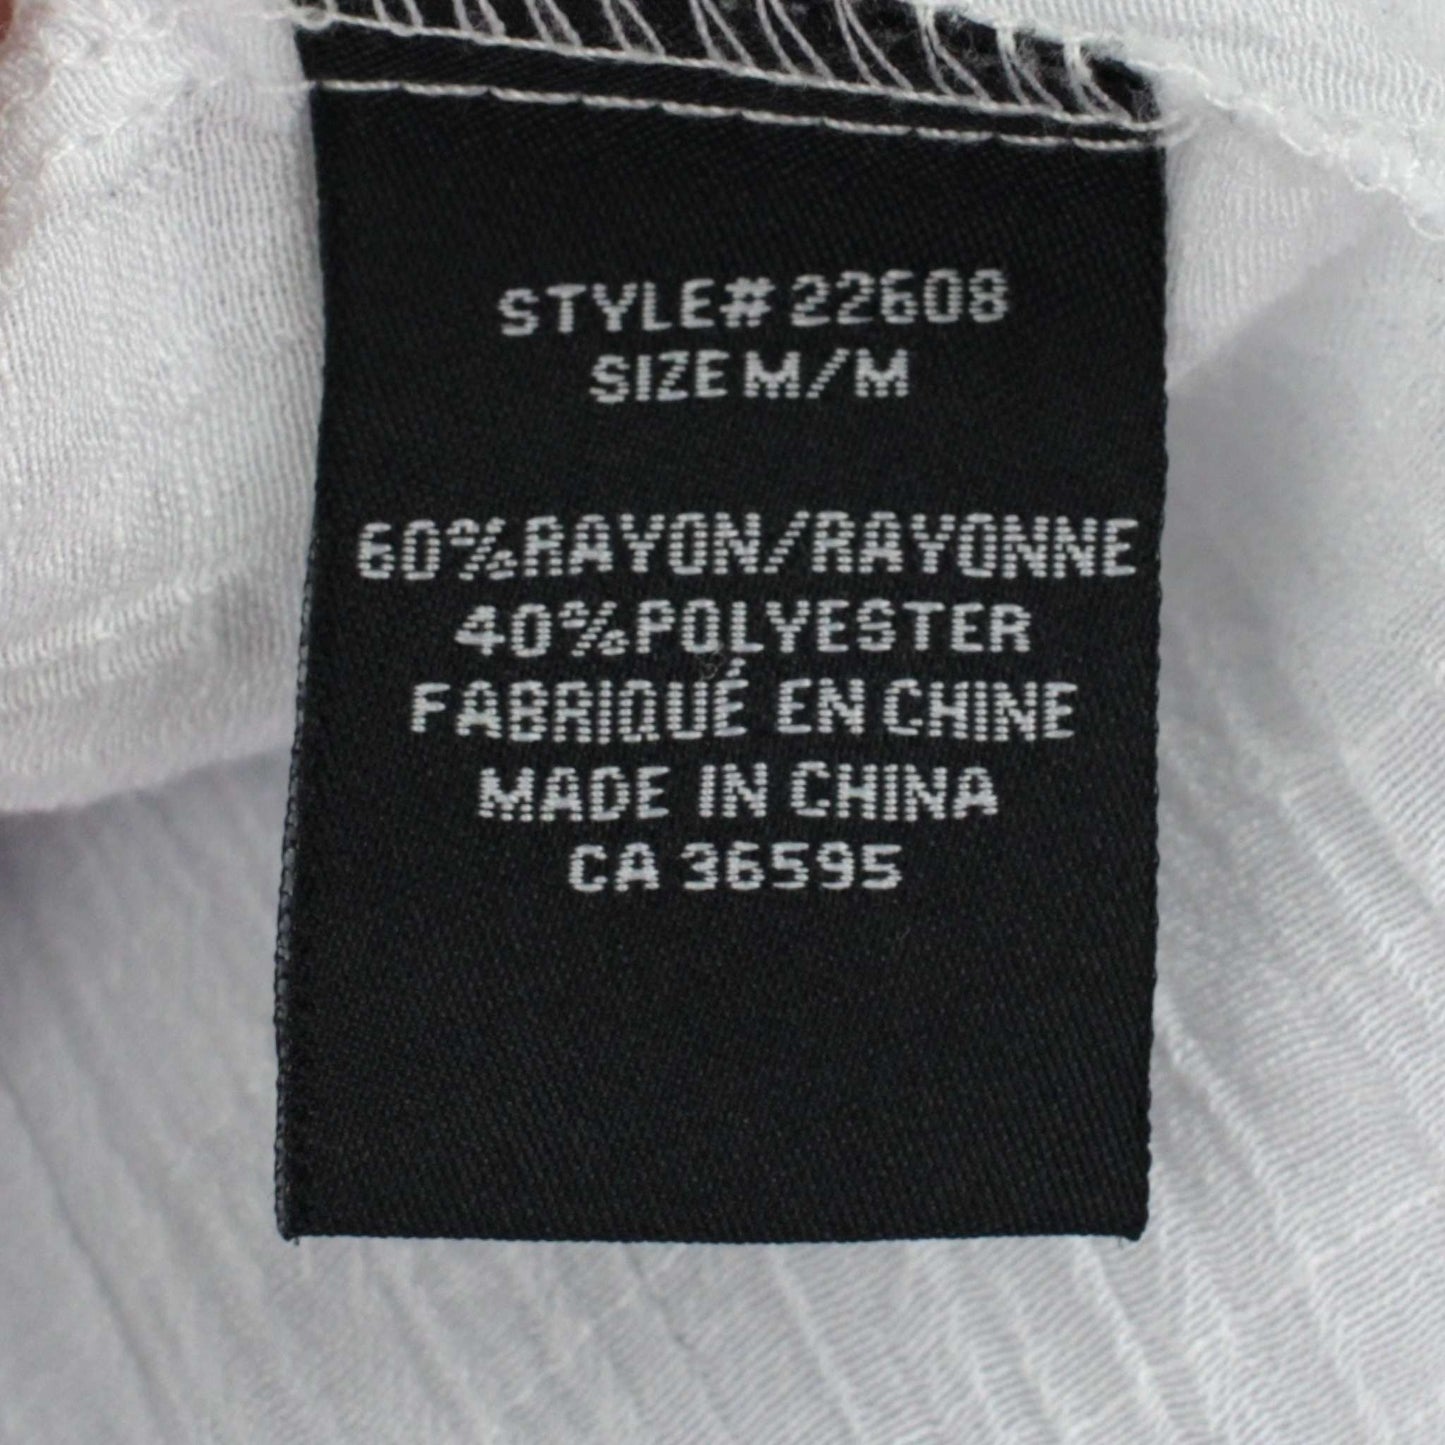 STYLE# 22608
SIZE M/M
60%RAYON/RAYONNE
40%POLYESTER
FABRIQUÉ EN CHINE
MADE IN CHINA
CA 36595